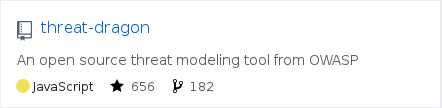 threat-dragon
An open source threat modeling tool from OWASP
JavaScript 656 182